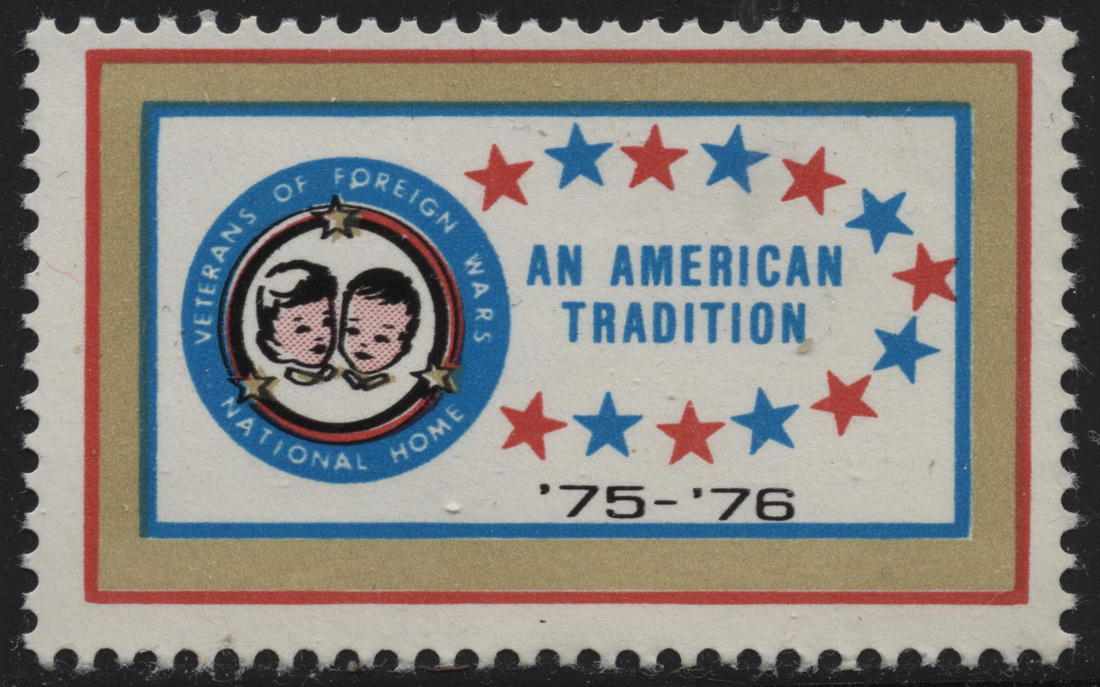 VETERANS OF FOREIGN WARS
NATIONAL HOME
AN AMERICAN
TRADITION
'75-'76